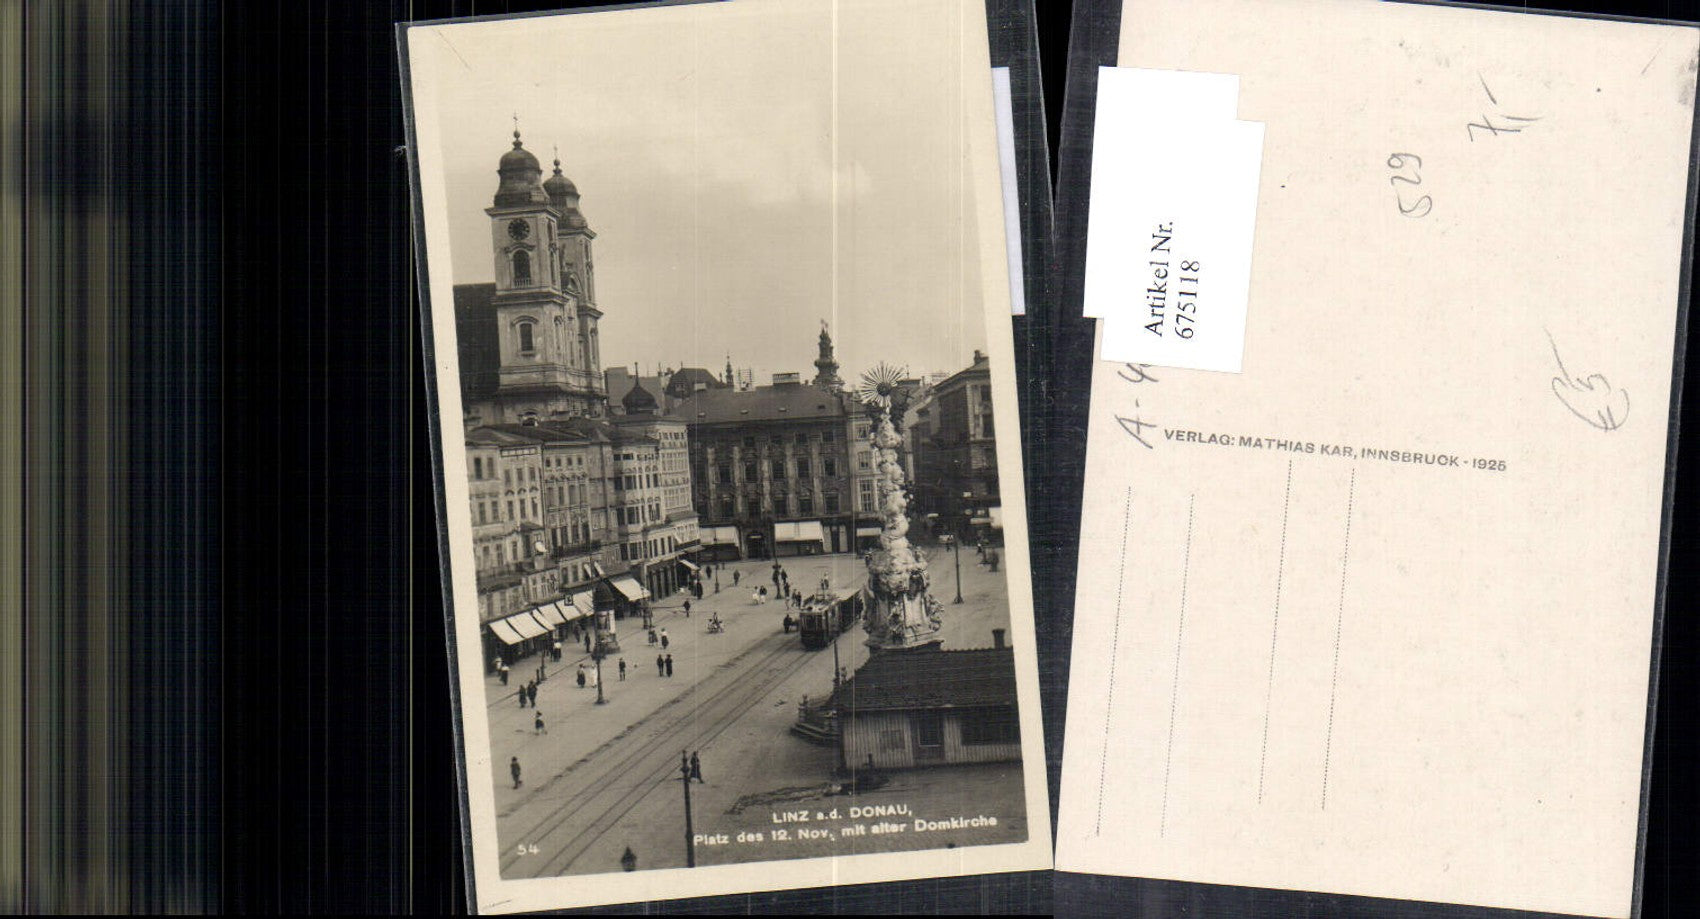 LINZ a.d. DONAU,
Platz des 12. Nov. mit alter Domkirche
54
Artikel Nr.
675118
VERLAG: MATHIAS KAR, INNSBRUCK - 1925
529